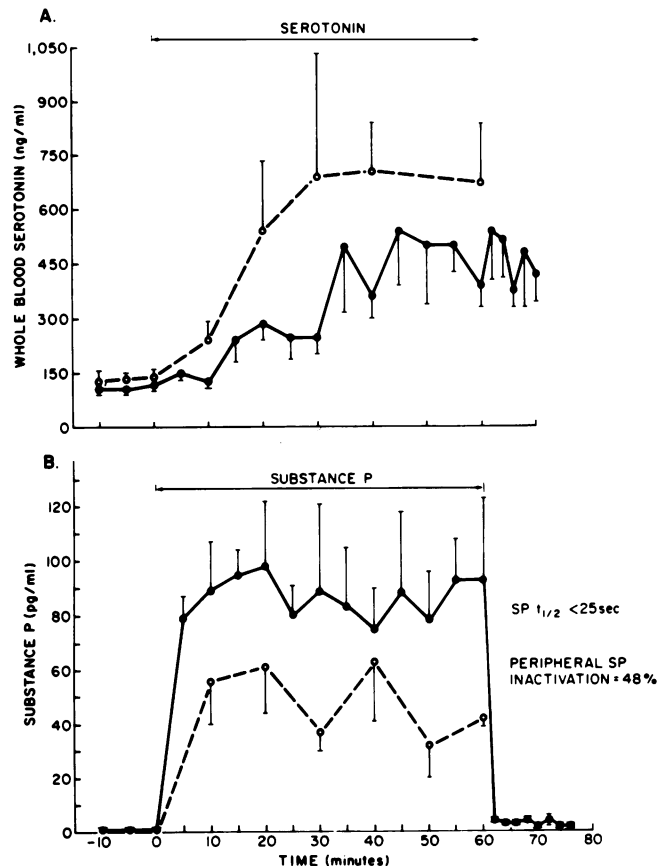 A.
SEROTONIN
1,050
900
750
600
450
300
150
0
WHOLE BLOOD SEROTONIN (ng/ml)
B.
SUBSTANCE P
120
100
80
60
40
20
0
SUBSTANCE P (pg/ml)
SP t1/2 <25sec
PERIPHERAL SP
INACTIVATION = 48%
-10 0 10 20 30 40 50 60 70 80
TIME (minutes)